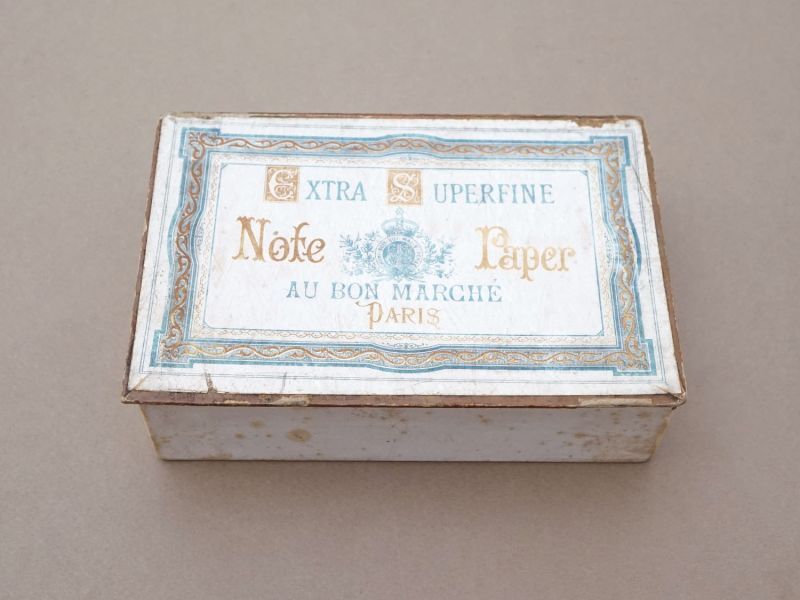 EXTRA SUPERFINE
Note Paper
AU BON MARCHÉ
PARIS